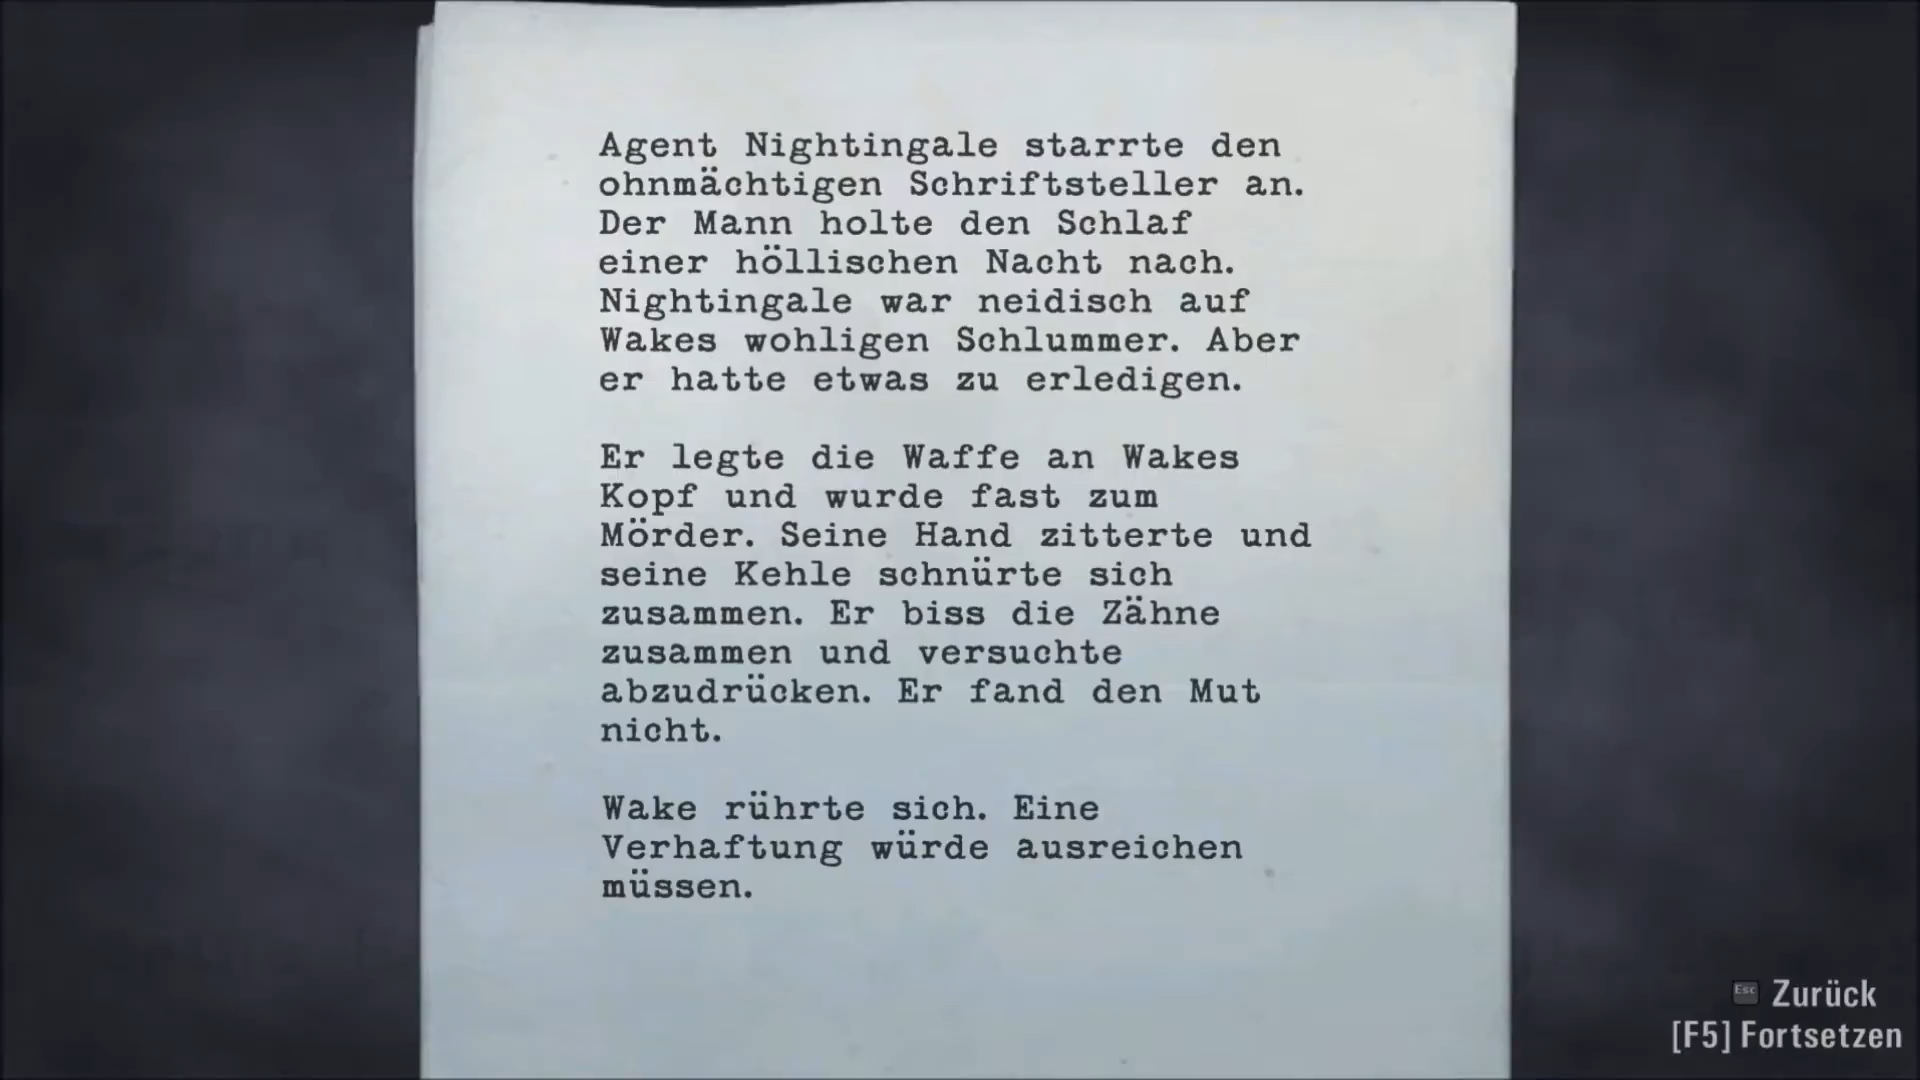 Agent Nightingale starrte den
ohnmächtigen Schriftsteller an.
Der Mann holte den Schlaf
einer höllischen Nacht nach.
Nightingale war neidisch auf
Wakes wohligen Schlummer. Aber
er hatte etwas zu erledigen.
Er legte die Waffe an Wakes
Kopf und wurde fast zum
Mörder. Seine Hand zitterte und
seine Kehle schnürte sich
zusammen. Er biss die Zähne
zusammen und versuchte
abzudrücken. Er fand den Mut
nicht.
Wake rührte sich. Eine
Verhaftung würde ausreichen
müssen.
Esc Zurück
[F5] Fortsetzen